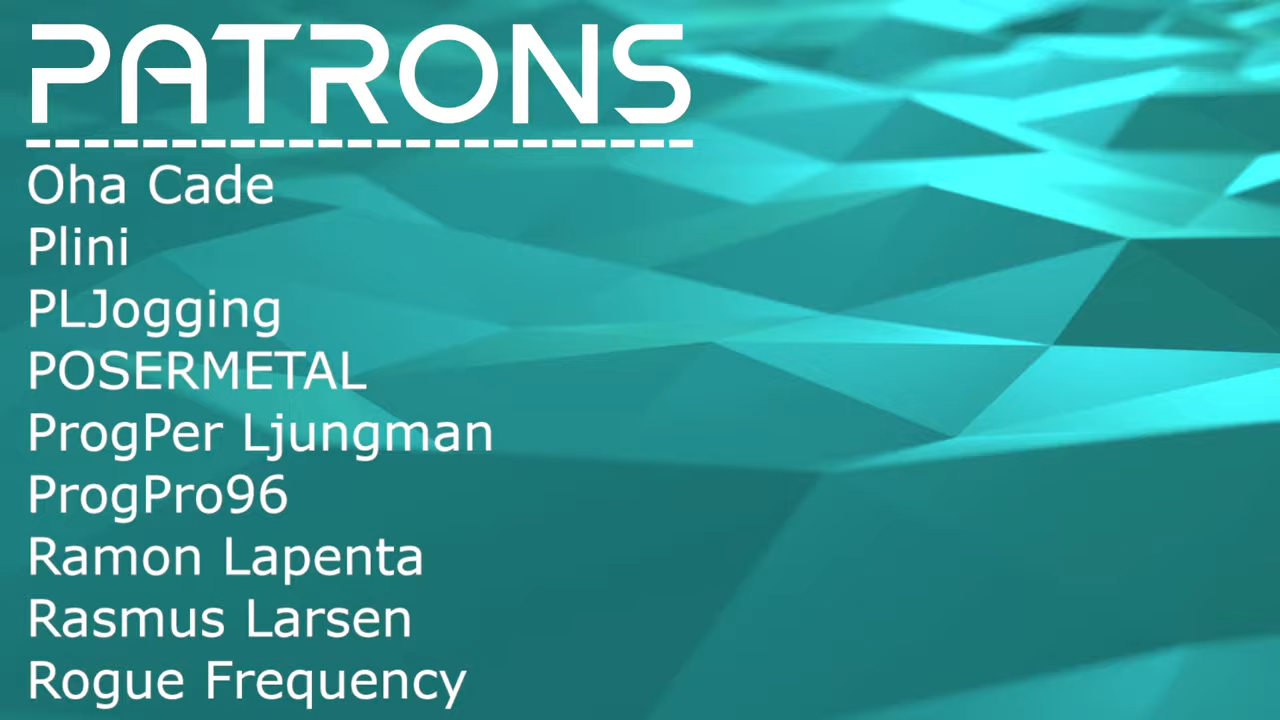 PATRONS
Oha Cade
Plini
PLJogging
POSERMETAL
ProgPer Ljungman
ProgPro96
Ramon Lapenta
Rasmus Larsen
Rogue Frequency